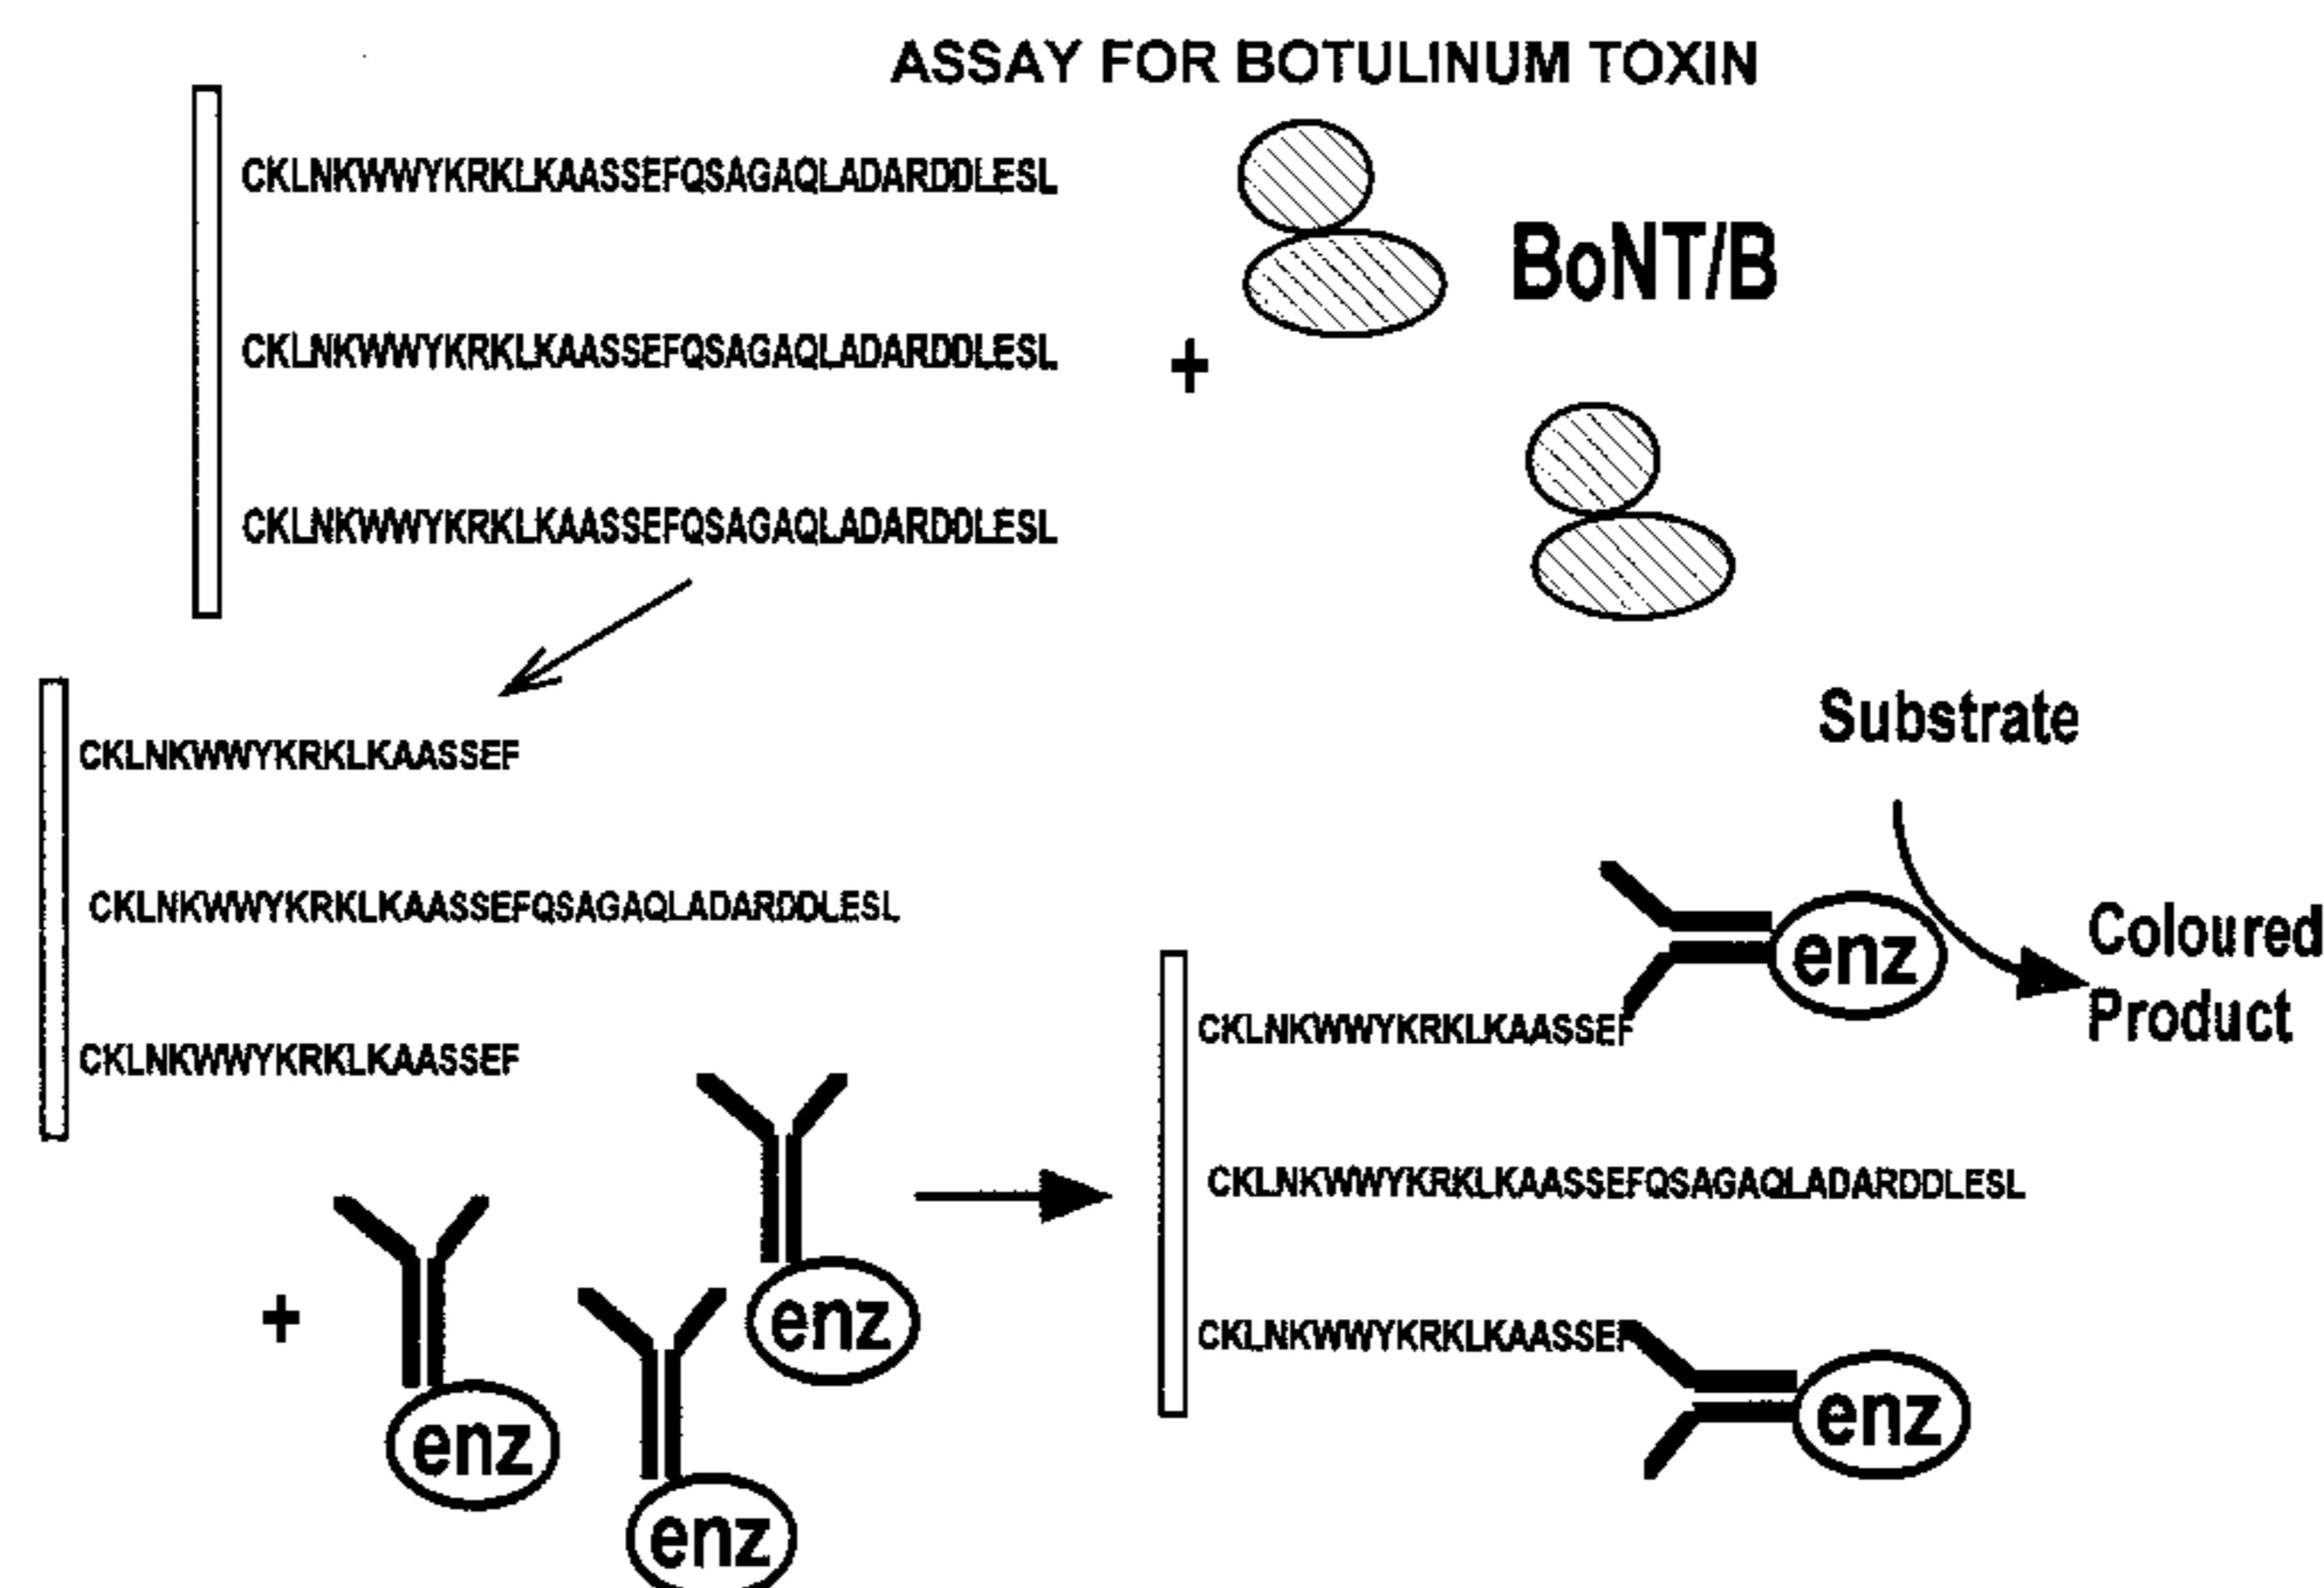 ASSAY FOR BOTULINUM TOXIN
CKLNKWWYKRKLKAASSEFQSAGAQLADARDDLESL
BoNT/B
CKLNKWWYKRKLKAASSEFQSAGAQLADARDDLESL
+
CKLNKWWYKRKLKAASSEFQSAGAQLADARDDLESL
Substrate
CKLNKWWYKRKLKAASSEF
CKLNKWWYKRKLKAASSEFQSAGAQLADARDDLESL
enz
Coloured
Product
CKLNKWWYKRKLKAASSEF
CKLNKWWYKRKLKAASSEF
CKLNKWWYKRKLKAASSEFQSAGAQLADARDDLESL
+
enz
CKLNKWWYKRKLKAASSEF
enz
enz
enz